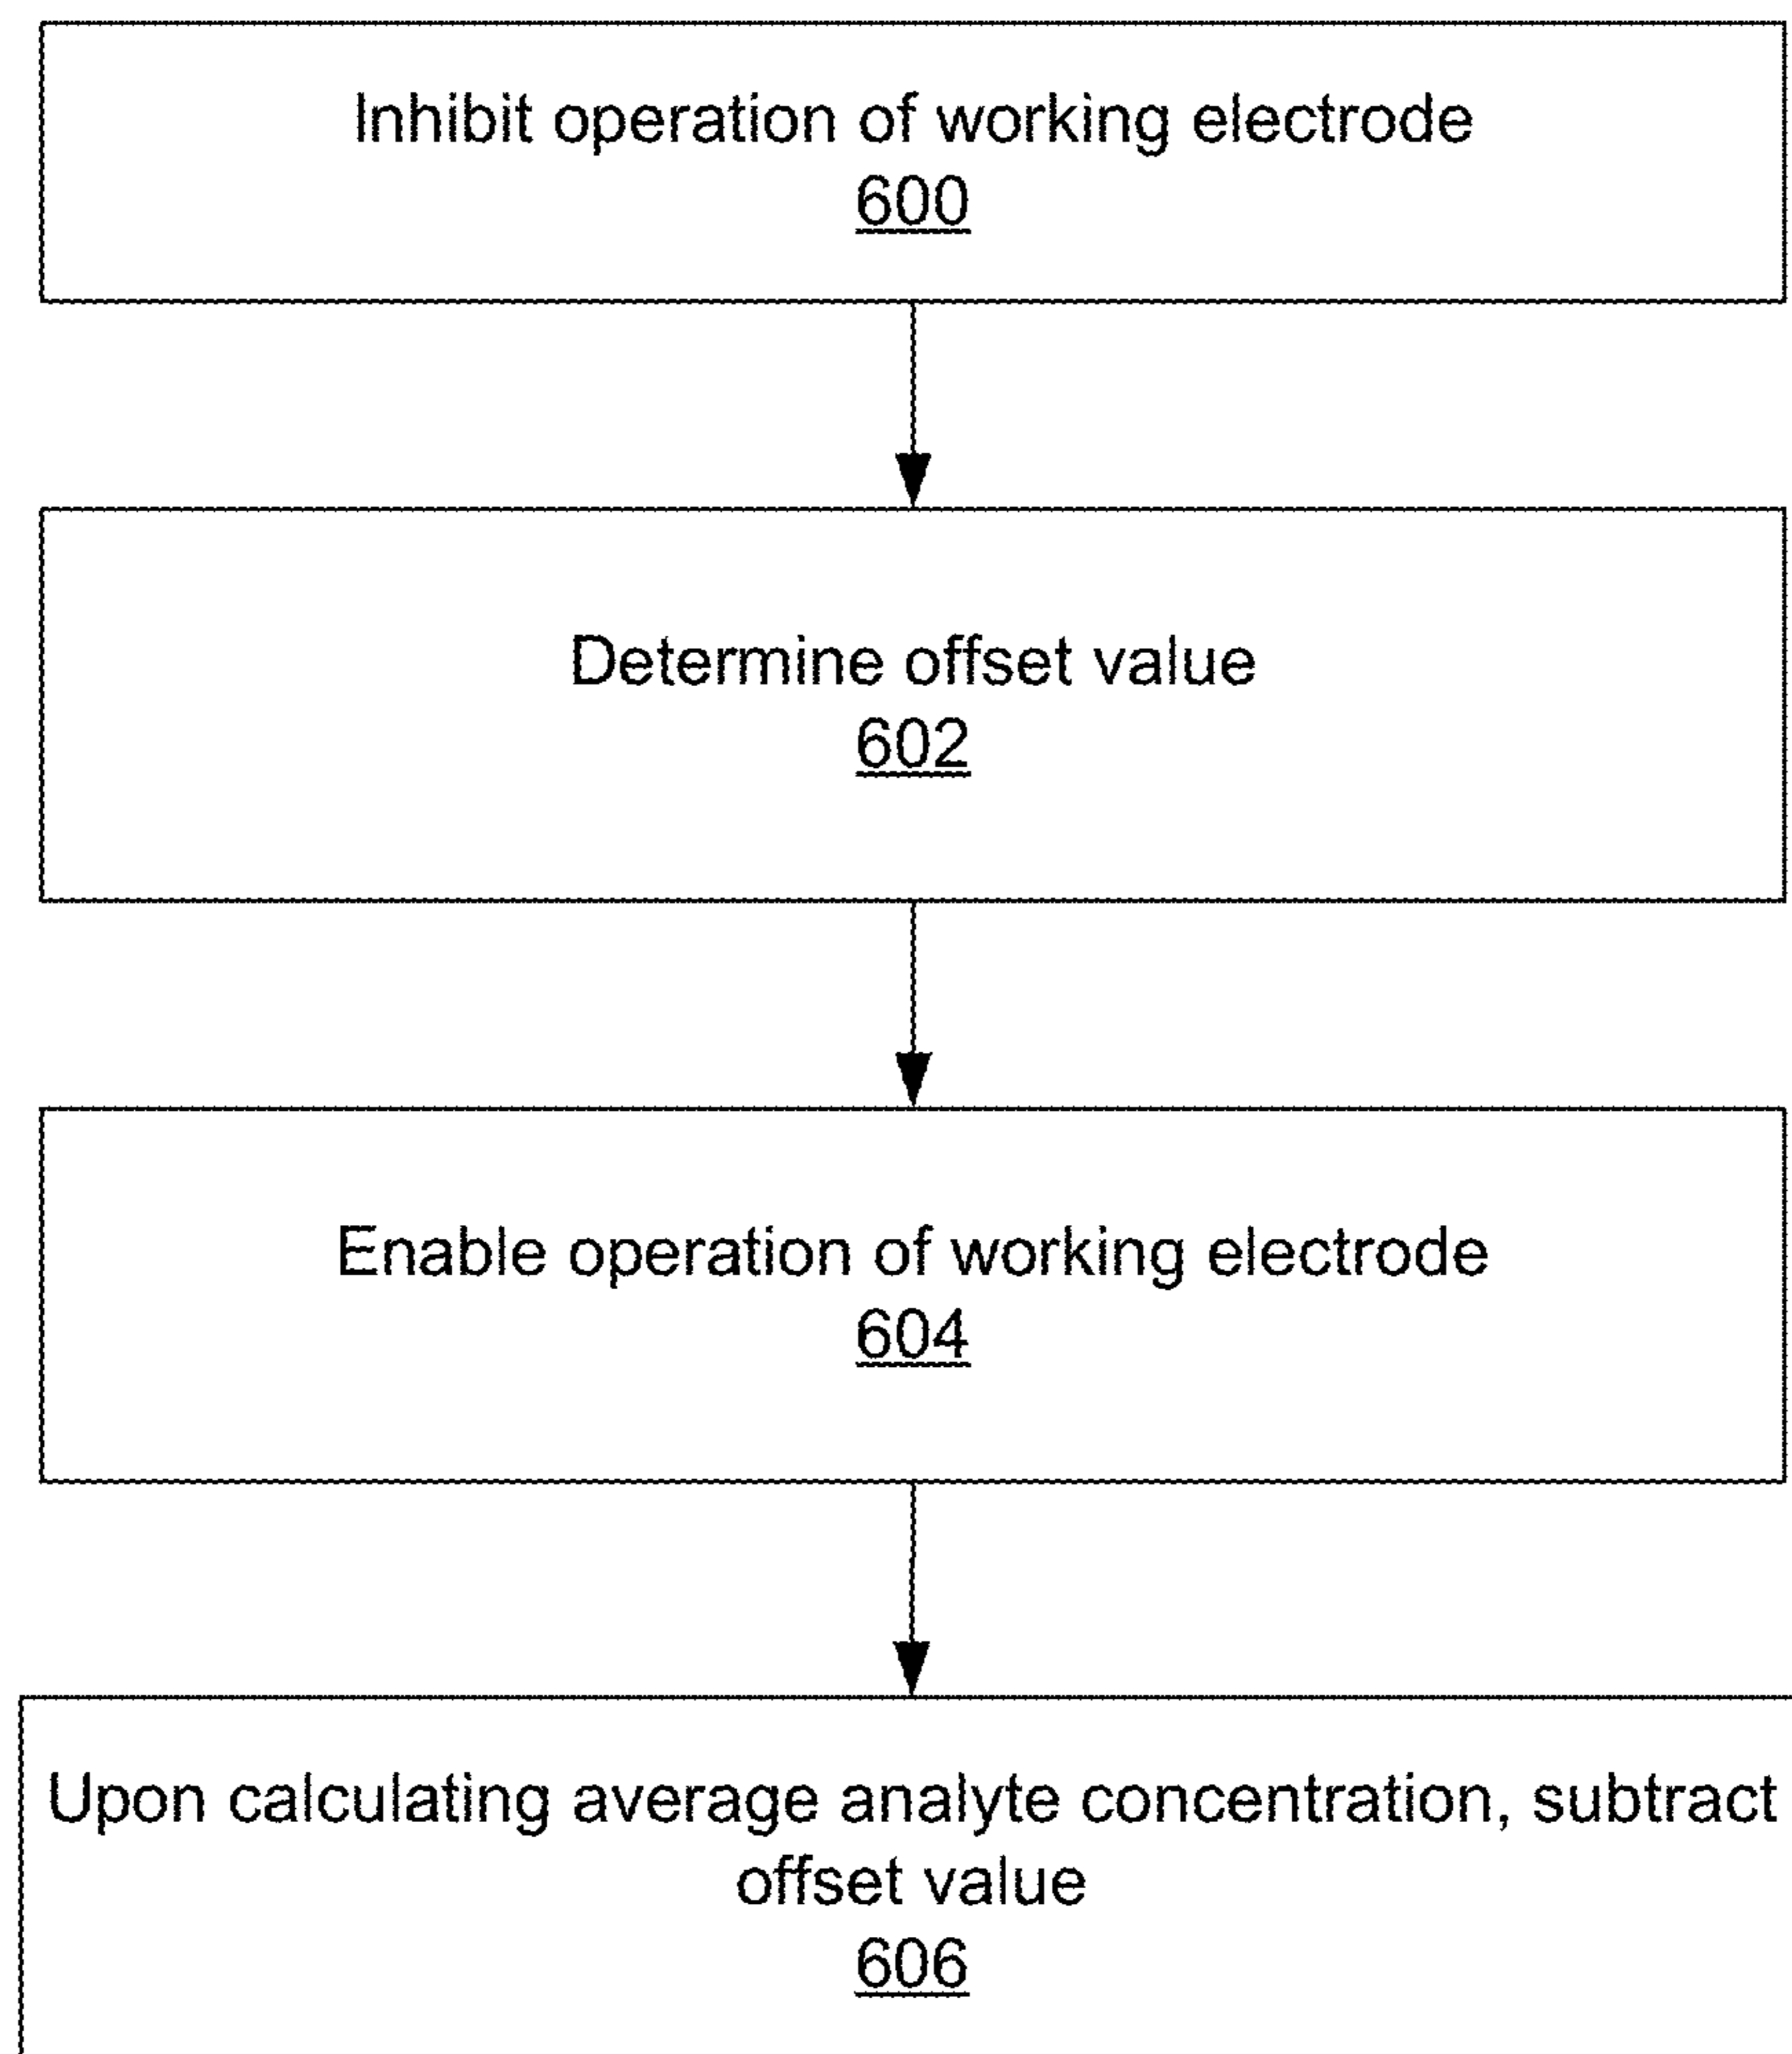 Inhibit operation of working electrode
600
Determine offset value
602
Enable operation of working electrode
604
Upon calculating average analyte concentration, subtract
offset value
606